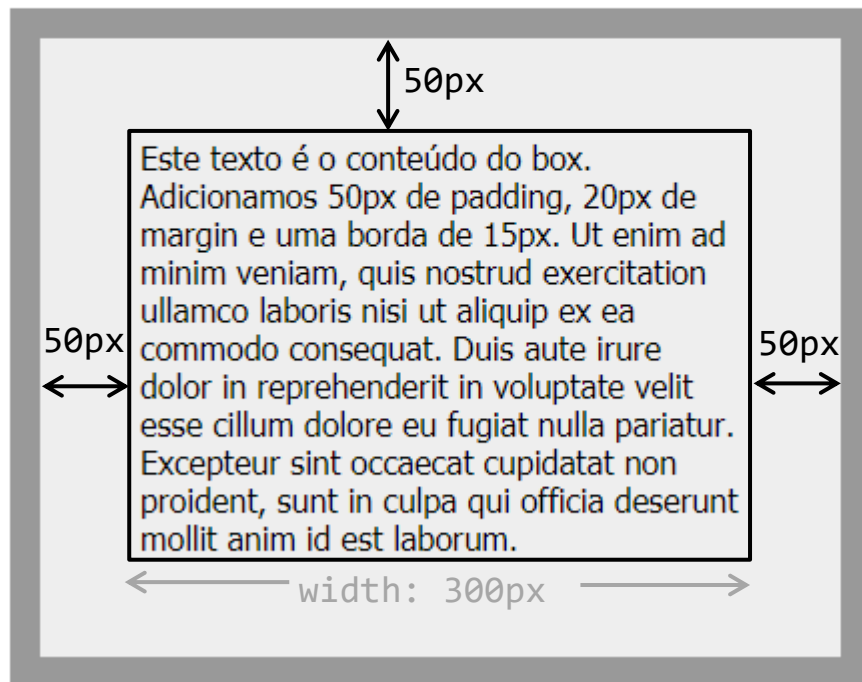 50px
Este texto é o conteúdo do box.
Adicionamos 50px de padding, 20px de
margin e uma borda de 15px. Ut enim ad
minim veniam, quis nostrud exercitation
ullamco laboris nisi ut aliquip ex ea
commodo consequat. Duis aute irure
dolor in reprehenderit in voluptate velit
esse cillum dolore eu fugiat nulla pariatur.
Excepteur sint occaecat cupidatat non
proident, sunt in culpa qui officia deserunt
mollit anim id est laborum.
50px
50px
width: 300px